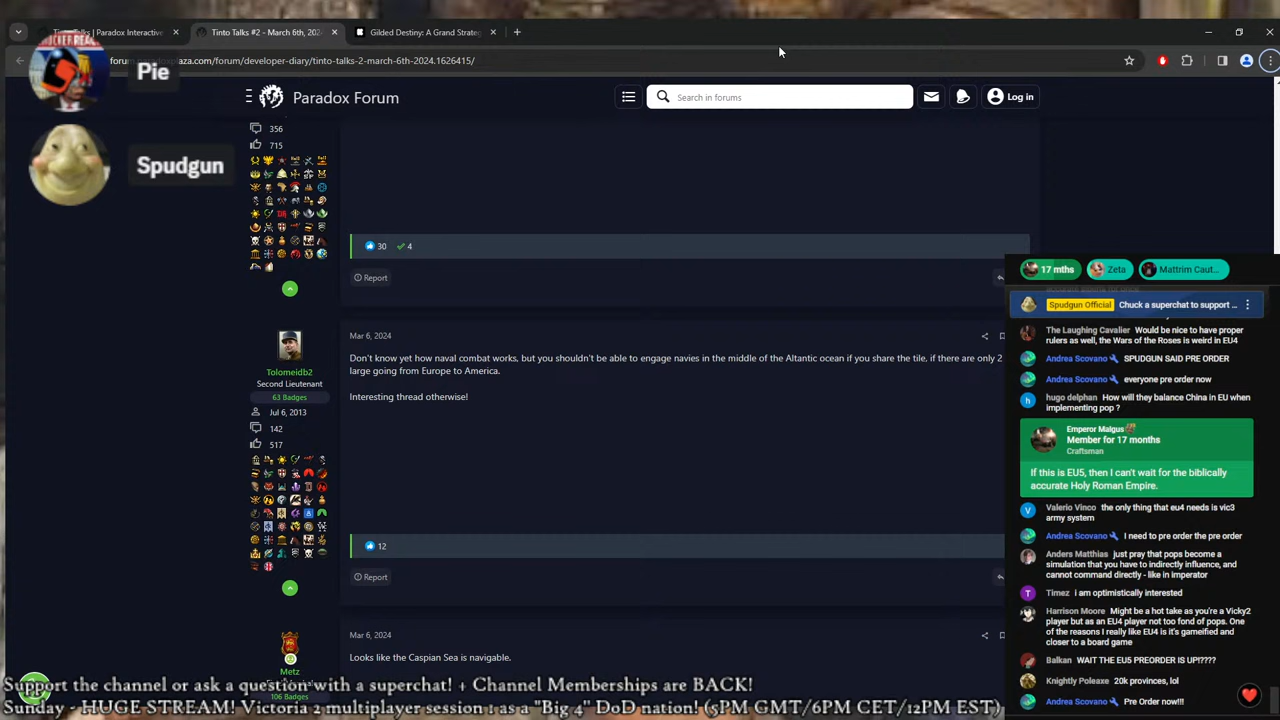 Tinto Talks | Paradox Interactive
Tinto Talks #2 - March 6th, 202
Gilded Destiny: A Grand Strateg
forum/developer-diary/tinto-talks-2-march-6th-2024.1626415/
Pie
Spudgun
Paradox Forum
Search in forums
Log in
356
715
30 4
Report
Mar 6, 2024
Tolomeidb2
Second Lieutenant
63 Badges
Jul 6, 2013
142
517
Don't know yet how naval combat works, but you shouldn't be able to engage navies in the middle of the Altantic ocean if you share the tile, if there are only 2
large going from Europe to America.
Interesting thread otherwise!
12
Report
Mar 6, 2024
Looks like the Caspian Sea is navigable.
Metz
106 Badges
17 mths
Zeta
Mattrim Caut...
Spudgun Official Chuck a superchat to support ...
The Laughing Cavalier Would be nice to have proper
rulers as well, the Wars of the Roses is weird in
EU4
Andrea Scovano SPUDGUN SAID PRE ORDER
Andrea Scovano everyone pre order now
hugo delphan How will they balance China in EU when
implementing pop ?
Emperor Malgus
Member for 17 months
Craftsman
If this is EU5, then I can't wait for the biblically
accurate Holy Roman Empire.
Valerio Vinco the only thing that eu4 needs is vic3
army system
Andrea Scovano I need to pre order the pre order
Anders Matthias just pray that pops become a
simulation that you have to indirectly influence, and
cannot command directly - like in imperator
Timez i am optimistically interested
Harrison Moore Might be a hot take as you're a Vicky2
player but as an EU4 player not too fond of pops. One
of the reasons I really like EU4 is it's gameified and
closer to a board game
Balkan WAIT THE EU5 PREORDER IS UP!????
Knightly Poleaxe 20k provinces, lol
Andrea Scovano Pre Order now!!!
Support the channel or ask a question with a superchat! + Channel Memberships are BACK!
Sunday - HUGE STREAM! Victoria 2 multiplayer session 1 as a "Big 4" DoD nation! (5PM GMT/6PM CET/12PM EST)